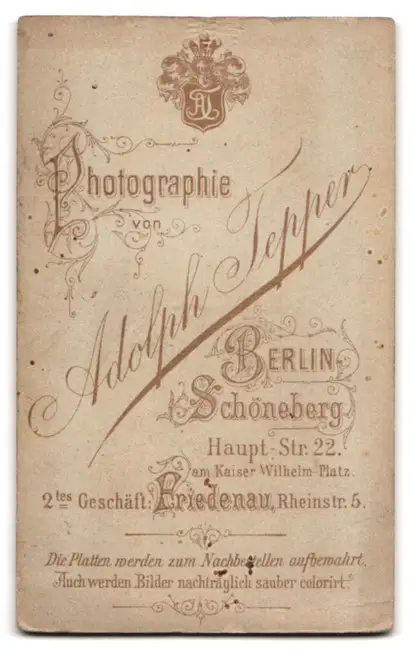 AT
Photographie
von
Adolph Tepper
BERLIN
Schöneberg
Haupt-Str. 22.
am Kaiser Wilhelm-Platz.
2tes Geschäft: Friedenau, Rheinstr. 5.
Die Platten werden zum Nachbestellen aufbewahrt.
Auch werden Bilder nachträglich sauber colorirt.